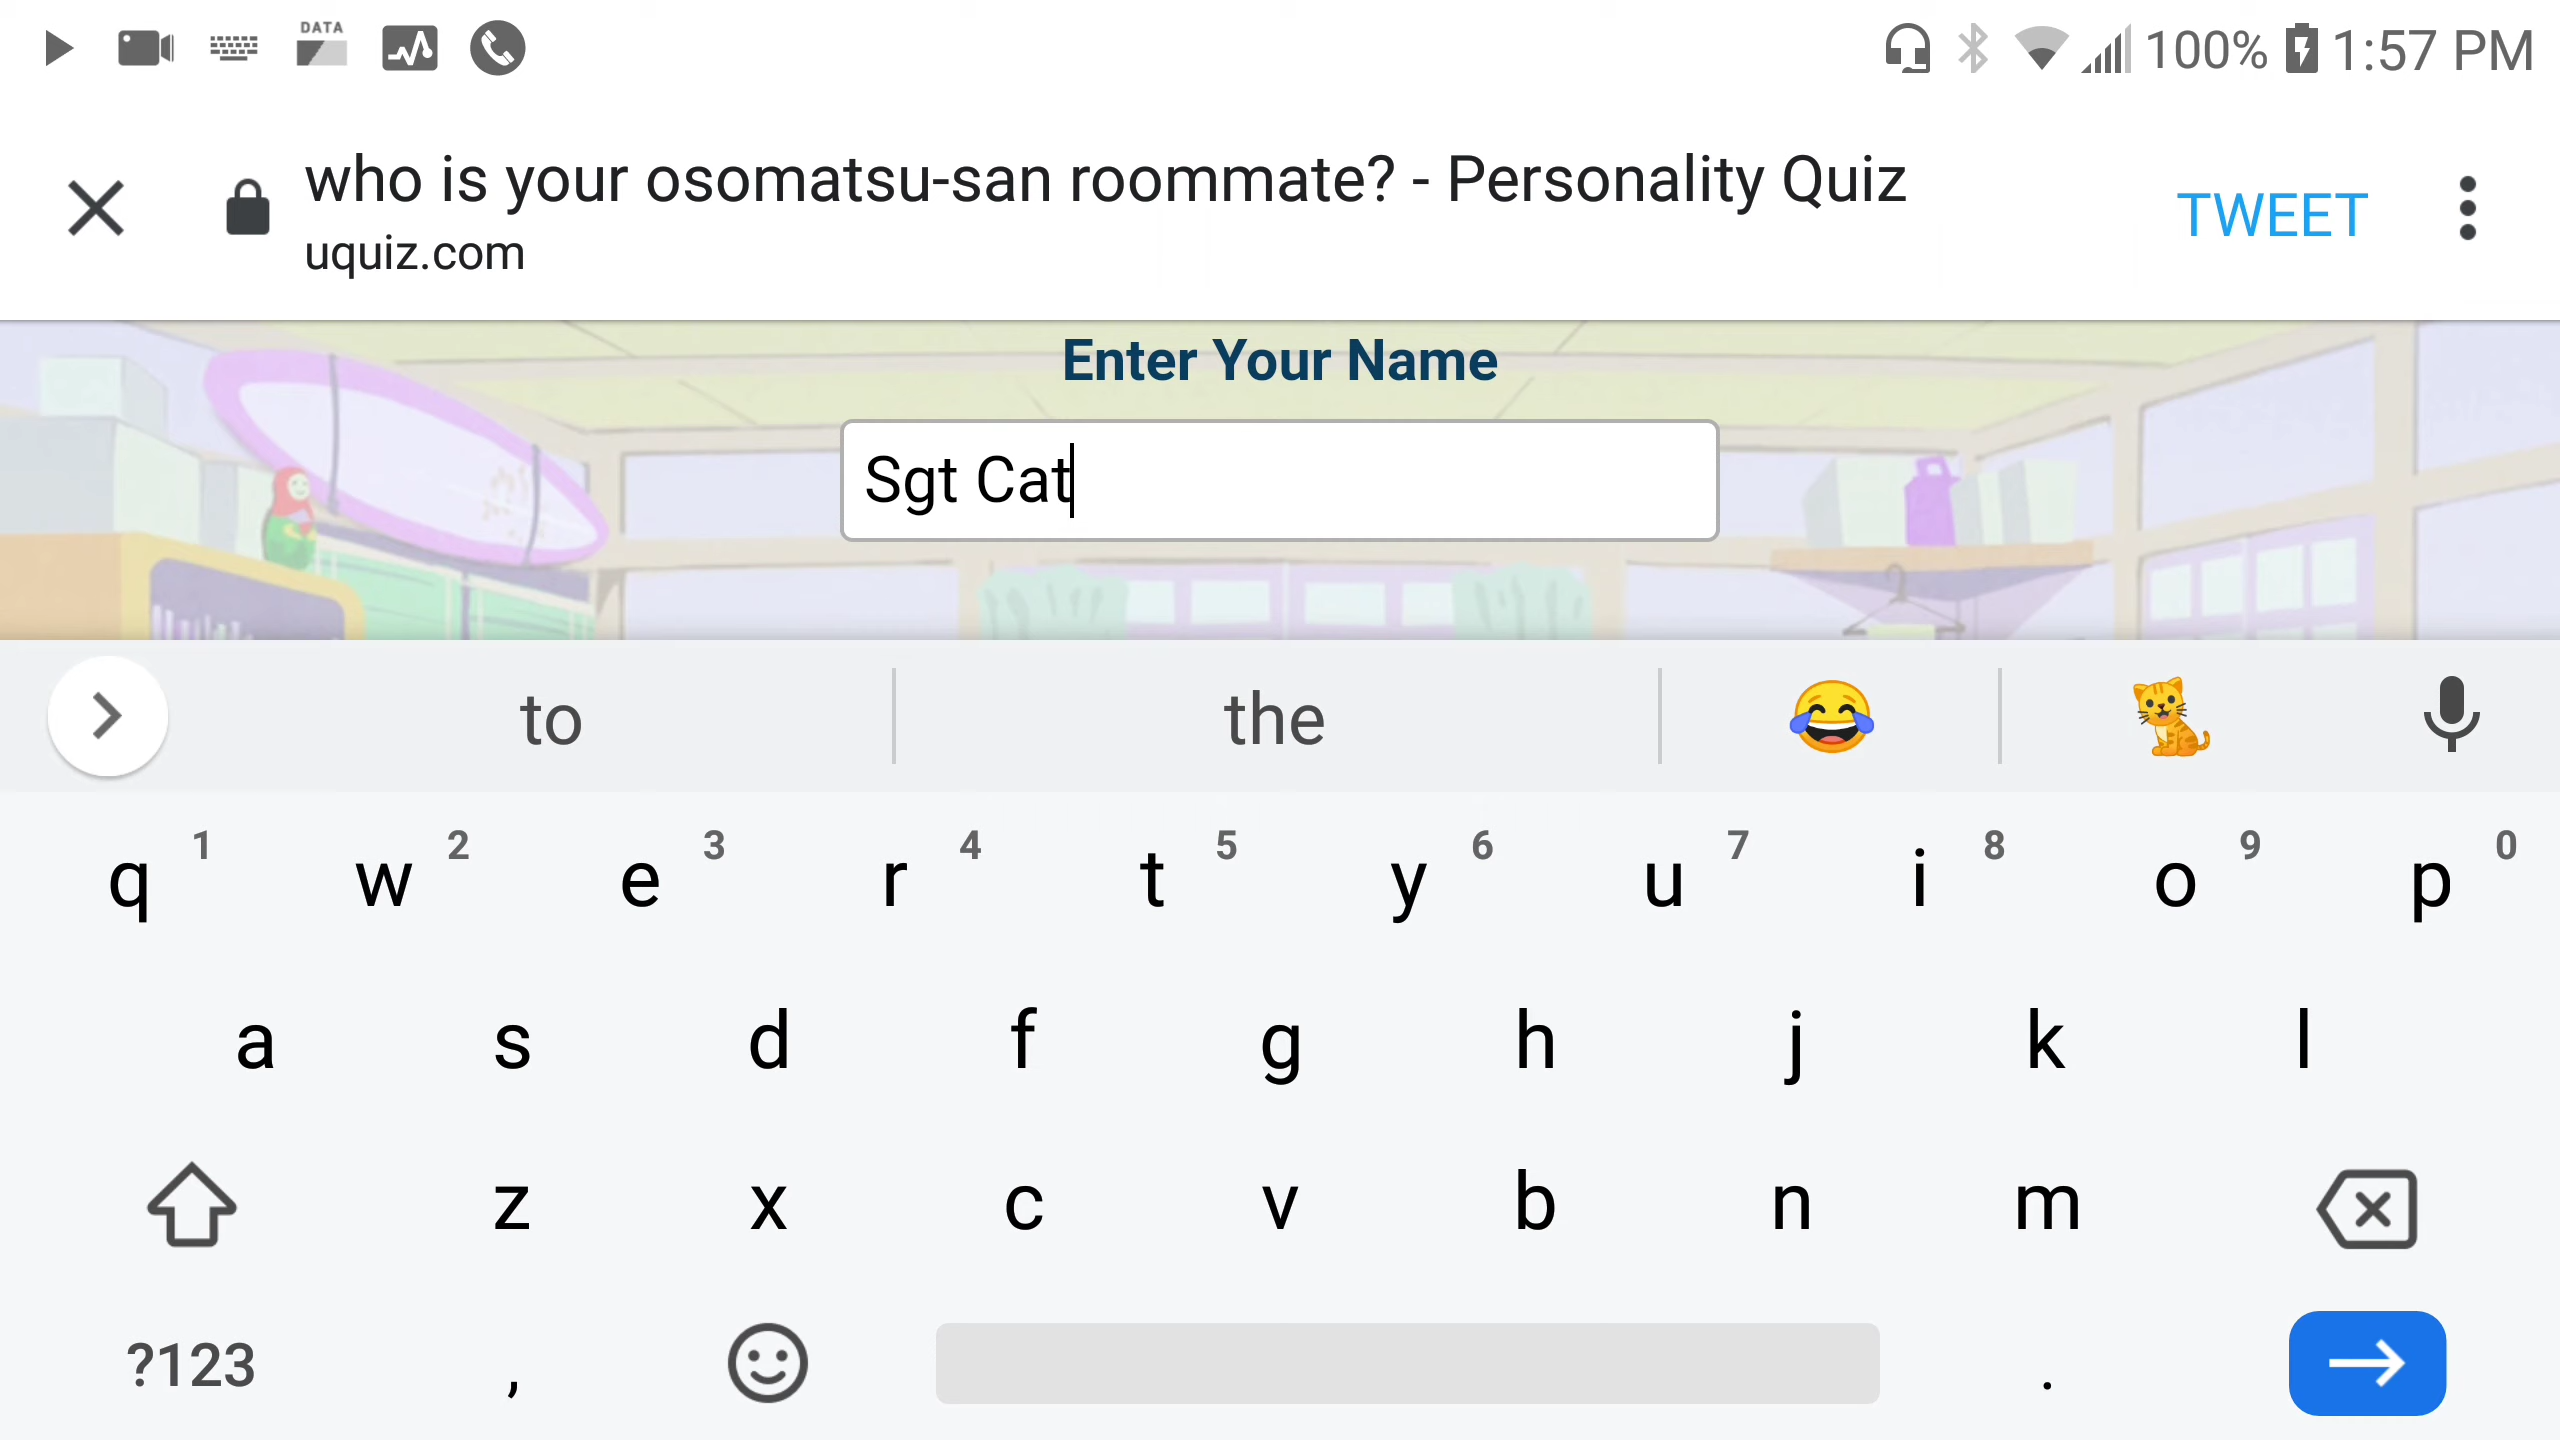 DATA
100% 1:57 PM
who is your osomatsu-san roommate? - Personality Quiz
uquiz.com
TWEET
Enter Your Name
Sgt Cat
to the
q 1 w 2 e 3 r 4 t 5 y 6 u 7 i 8 o 9 p 0
a s d f g h j k l
z x c v b n m
?123 , .